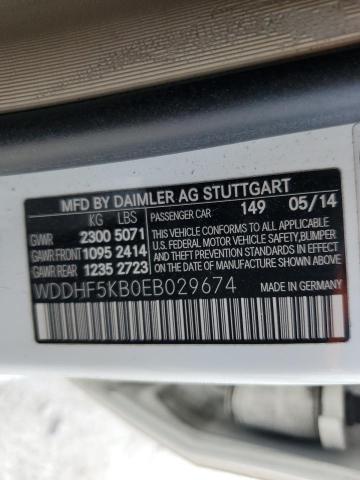 MFD BY DAIMLER AG STUTTGART
KG LBS PASSENGER CAR 149 05/14
GVWR 2300 5071 THIS VEHICLE CONFORMS TO ALL
GAWR FRONT 1095 2414 APPLICABLE U.S. FEDERAL
GAWR REAR 1235 2723 MOTOR VEHICLE SAFETY, BUMPER
AND THEFT PREVENTION STANDARDS
IN EFFECT ON THE DATE OF
MANUFACTURE SHOWN ABOVE
WDDHF5KB0EB029674 MADE IN GERMANY